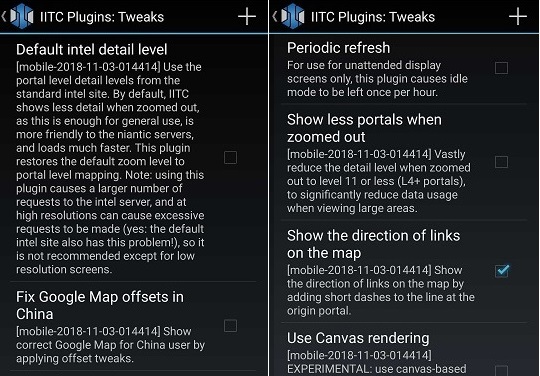 IITC Plugins: Tweaks
Default intel detail level
[mobile-2018-11-03-014414] Use the
portal level detail levels from the
standard intel site. By default, IITC
shows less detail when zoomed out,
as this is enough for general use, is
more friendly to the niantic servers,
and loads much faster. This plugin
restores the default zoom level to
portal level mapping. Note: using this
plugin causes a larger number of
requests to the intel server, and at
high resolutions can cause excessive
requests to be made (yes: the default
intel site also has this problem!), so it
is not recommended except for low
resolution screens.
Fix Google Map offsets in
China
[mobile-2018-11-03-014414] Show
correct Google Map for China user by
applying offset tweaks.
IITC Plugins: Tweaks
Periodic refresh
For use for unattended display
screens only, this plugin causes idle
mode to be left once per hour.
Show less portals when
zoomed out
[mobile-2018-11-03-014414] Vastly
reduce the detail level when zoomed
out to level 11 or less (L4+ portals),
to significantly reduce data usage
when viewing large areas.
Show the direction of links
on the map
[mobile-2018-11-03-014414] Show
the direction of links on the map by
adding short dashes to the line at the
origin portal.
Use Canvas rendering
[mobile-2018-11-03-014414]
EXPERIMENTAL: use canvas-based